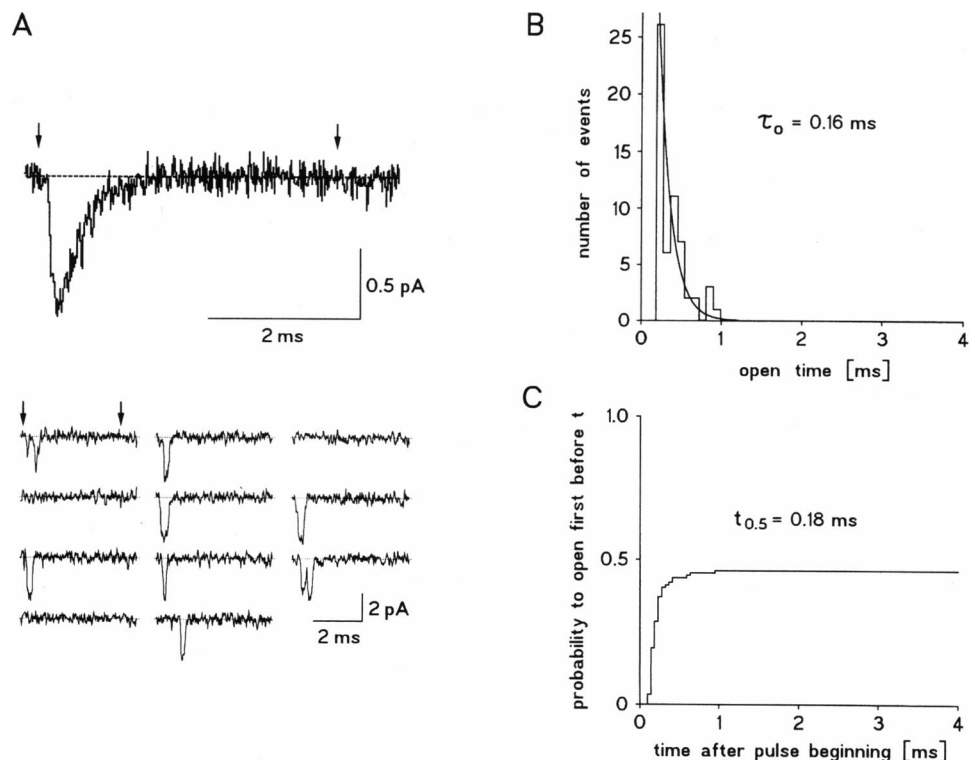 A
0.5 pA
2 ms
2 pA
2 ms
B
number of events
25
20
15
10
5
0
τo = 0.16 ms
0
1
2
3
4
open time [ms]
C
probability to open first before t
1.0
0.5
0
t0.5 = 0.18 ms
0
1
2
3
4
time after pulse beginning [ms]